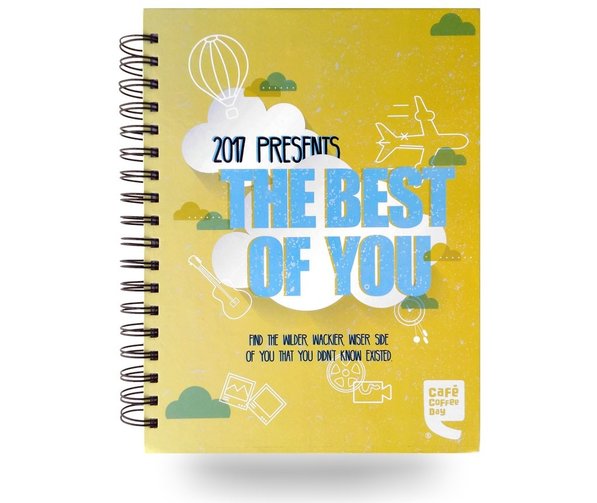 2017 PRESENTS
THE BEST
OF YOU
FIND THE WILDER, WACKIER WISER SIDE
OF YOU THAT YOU DIDN'T KNOW EXISTED
Café
Coffee
Day
®